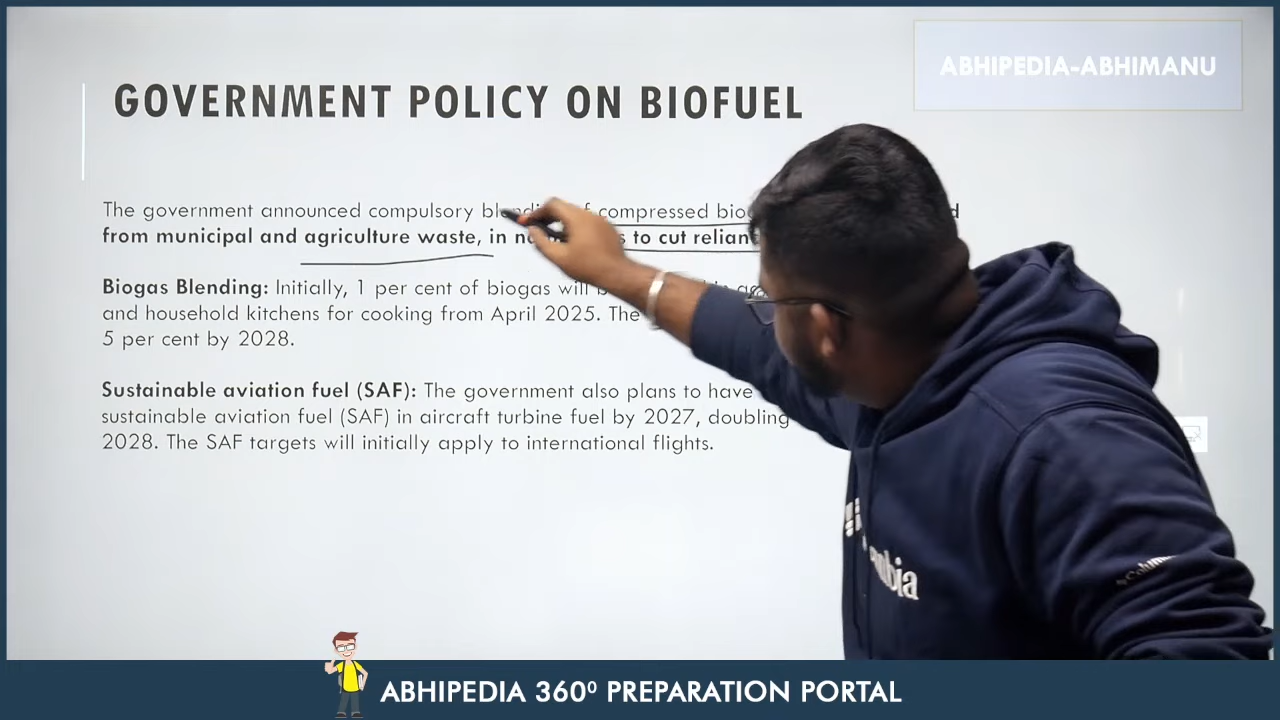 ABHIPEDIA-ABHIMANU
GOVERNMENT POLICY ON BIOFUEL
The government announced compulsory of compressed
from municipal and agriculture waste, in to cut
Biogas Blending: Initially, 1 per cent of biogas will
and household kitchens for cooking from April 2025. The
5 per cent by 2028.
Sustainable aviation fuel (SAF): The government also plans to have
sustainable aviation fuel (SAF) in aircraft turbine fuel by 2027, doubling
2028. The SAF targets will initially apply to international flights.
Columbia
ABHIPEDIA 360⁰ PREPARATION PORTAL